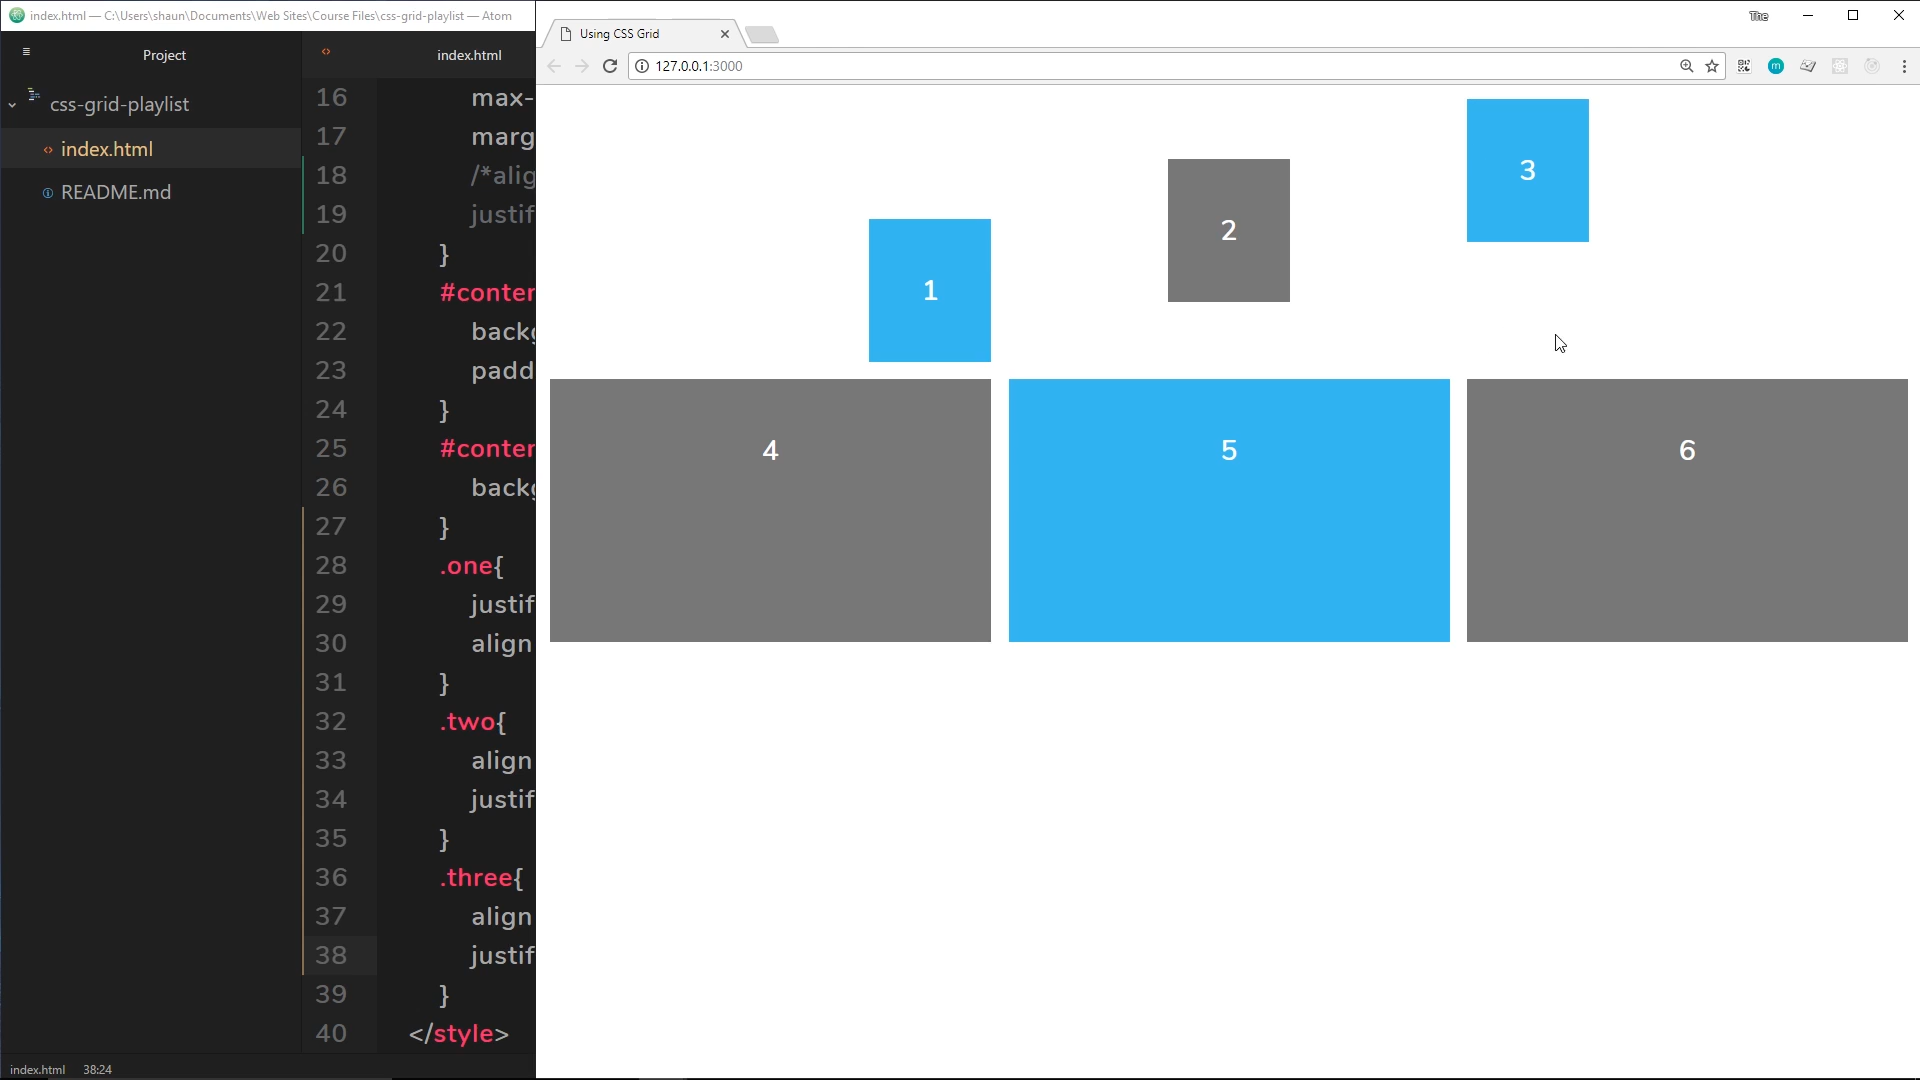 index.html — C:\Users\shaun\Documents\Web Sites\Course Files\css-grid-playlist — Atom
Project
css-grid-playlist
index.html
README.md
index.html
16 max-
17 marg
18 /*alig
19 justif
20 }
21 #conter
22 backg
23 padd
24 }
25 #conter
26 backg
27 }
28 .one{
29 justif
30 align
31 }
32 .two{
33 align
34 justif
35 }
36 .three{
37 align
38 justif
39 }
40 </style>
index.html 38:24
The
Using CSS Grid
127.0.0.1:3000
m
3
2
1
4 5 6